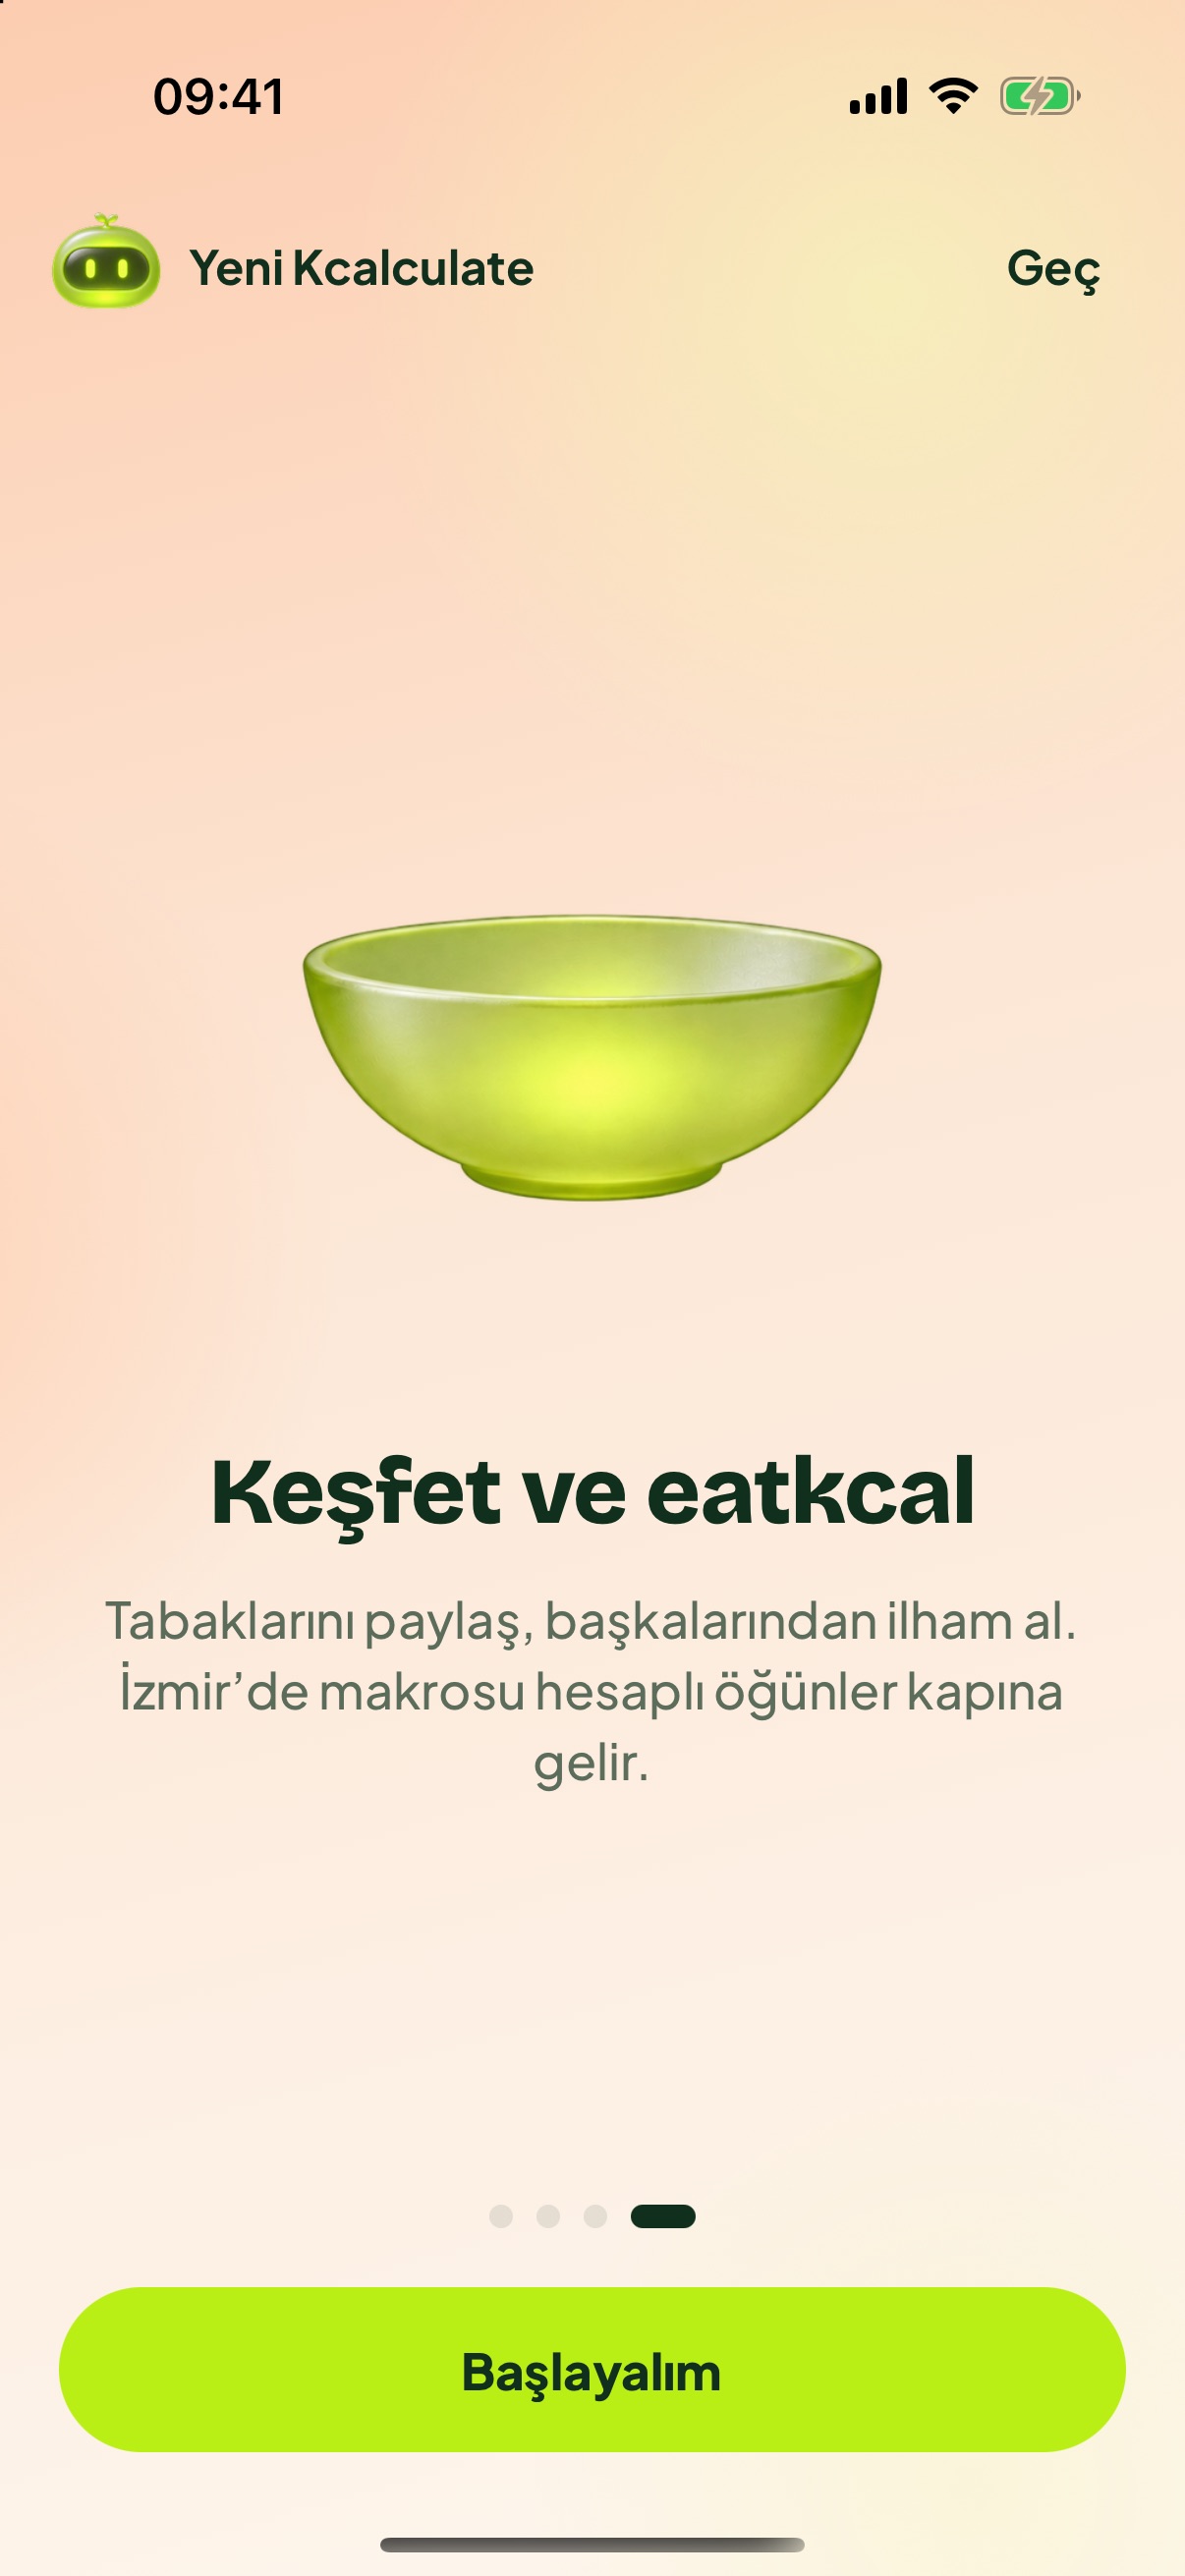 09:41
Yeni Kcalculate
Geç
Keşfet ve eatkcal
Tabaklarını paylaş, başkalarından ilham al.
İzmir’de makrosu hesaplı öğünler kapına
gelir.
Başlayalım